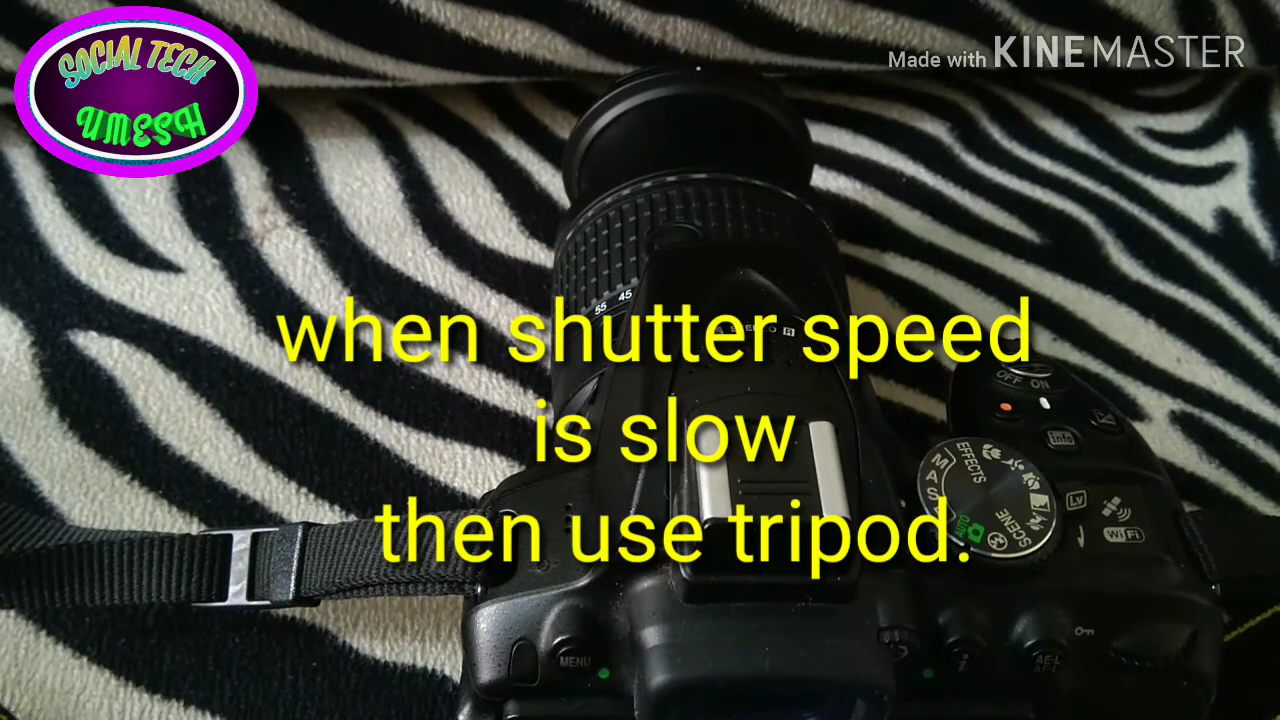 SOCIAL TECH
UMESH
Made with KINEMASTER
55 45
when shutter speed
is slow
then use tripod.
OFF ON
info
EFFECTS
M
A
S
AUTO
SCENE
Lv
Wi Fi
MENU
i
AE-L
AF-L
R